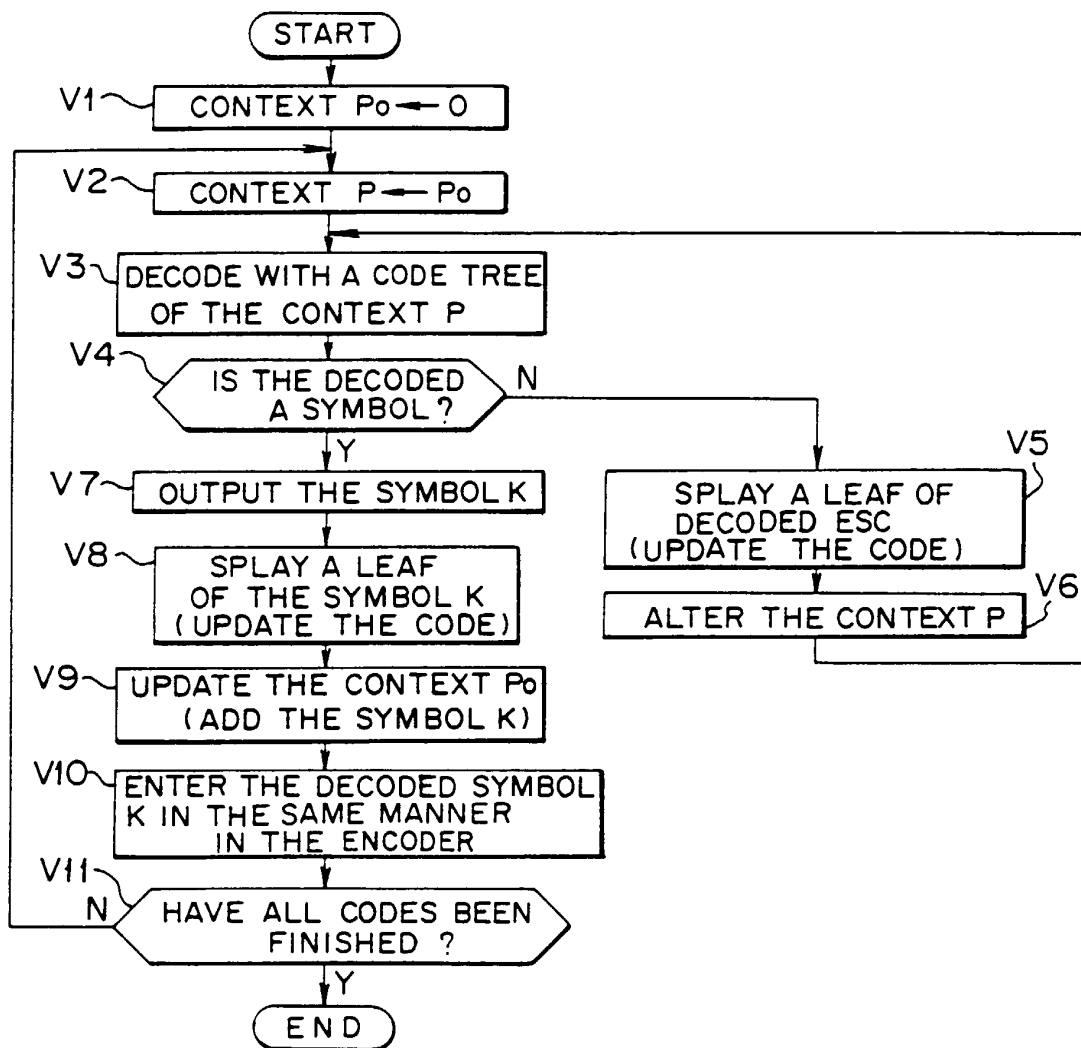 START
V1
CONTEXT Po ← O
V2
CONTEXT P ← Po
V3
DECODE WITH A CODE TREE
OF THE CONTEXT P
V4
IS THE DECODED
A SYMBOL?
N
Y
V5
SPLAY A LEAF OF
DECODED ESC
(UPDATE THE CODE)
V6
ALTER THE CONTEXT P
V7
OUTPUT THE SYMBOL K
V8
SPLAY A LEAF
OF THE SYMBOL K
(UPDATE THE CODE)
V9
UPDATE THE CONTEXT Po
(ADD THE SYMBOL K)
V10
ENTER THE DECODED SYMBOL
K IN THE SAME MANNER
IN THE ENCODER
V11
N
HAVE ALL CODES BEEN
FINISHED ?
Y
END